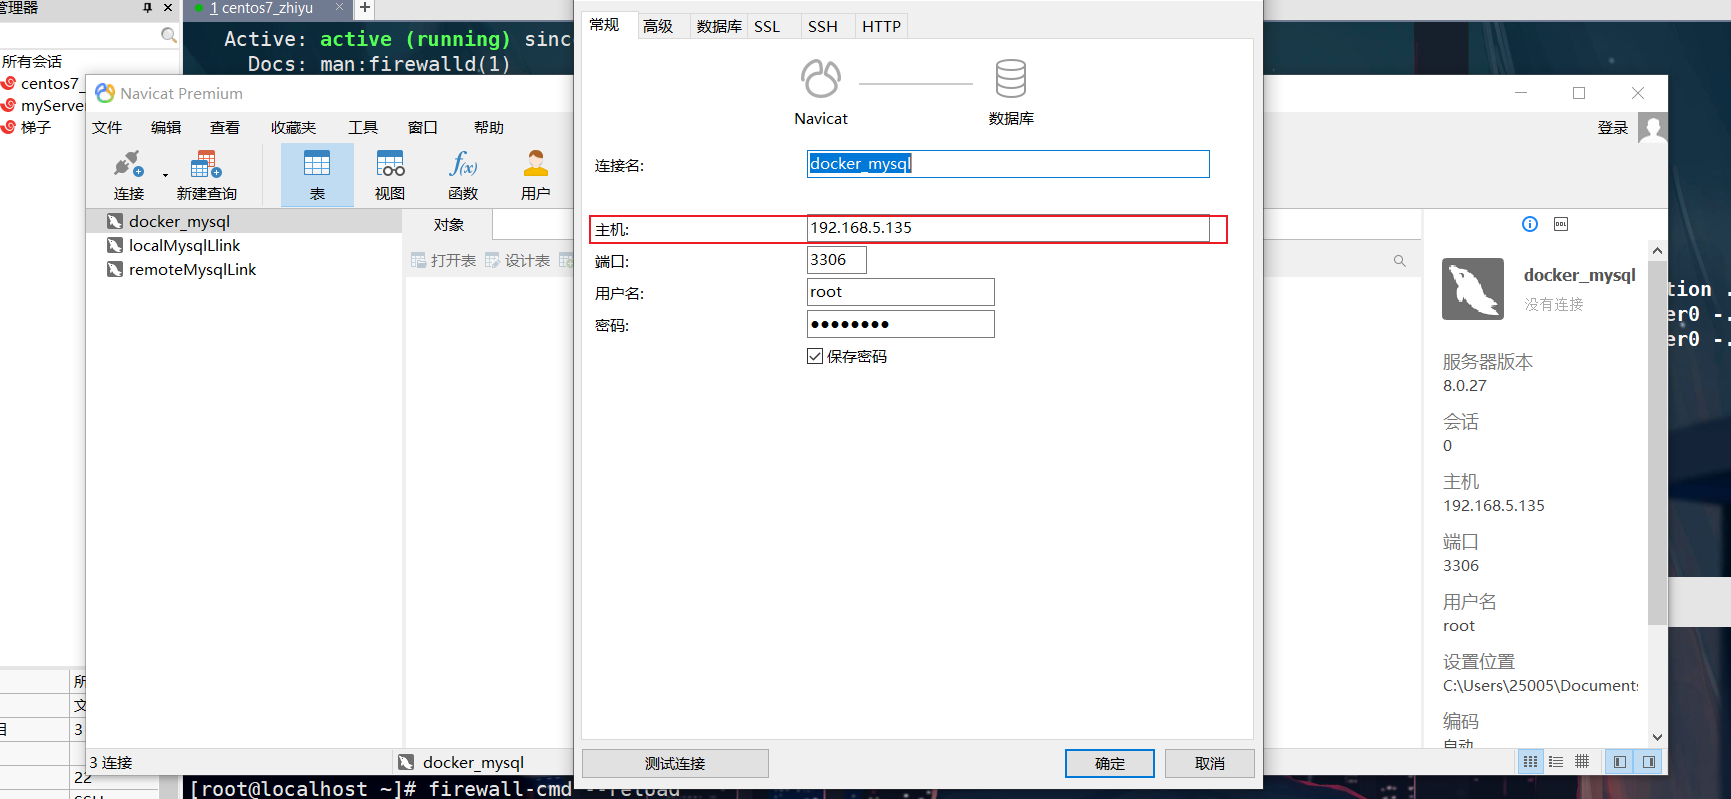 管理器
1 centos7_zhiyu
所有会话
centos7_
myServer
梯子
Active: active (running) sinc
Docs: man:firewalld(1)
Navicat Premium
文件 编辑 查看 收藏夹 工具 窗口 帮助
登录
连接 新建查询 表 视图 函数 用户
docker_mysql
localMysqlLlink
remoteMysqlLink
对象
打开表 设计表
3 连接
docker_mysql
常规 高级 数据库 SSL SSH HTTP
Navicat
数据库
连接名: docker_mysql
主机: 192.168.5.135
端口: 3306
用户名: root
密码: ●●●●●●●●
保存密码
测试连接 确定 取消
docker_mysql
没有连接
服务器版本
8.0.27
会话
0
主机
192.168.5.135
端口
3306
用户名
root
设置位置
C:\Users\25005\Documents
编码
自动
tion .
er0 -.
er0 -.
所
文
目 3
22
[root@localhost ~]# firewall-cmd --reload